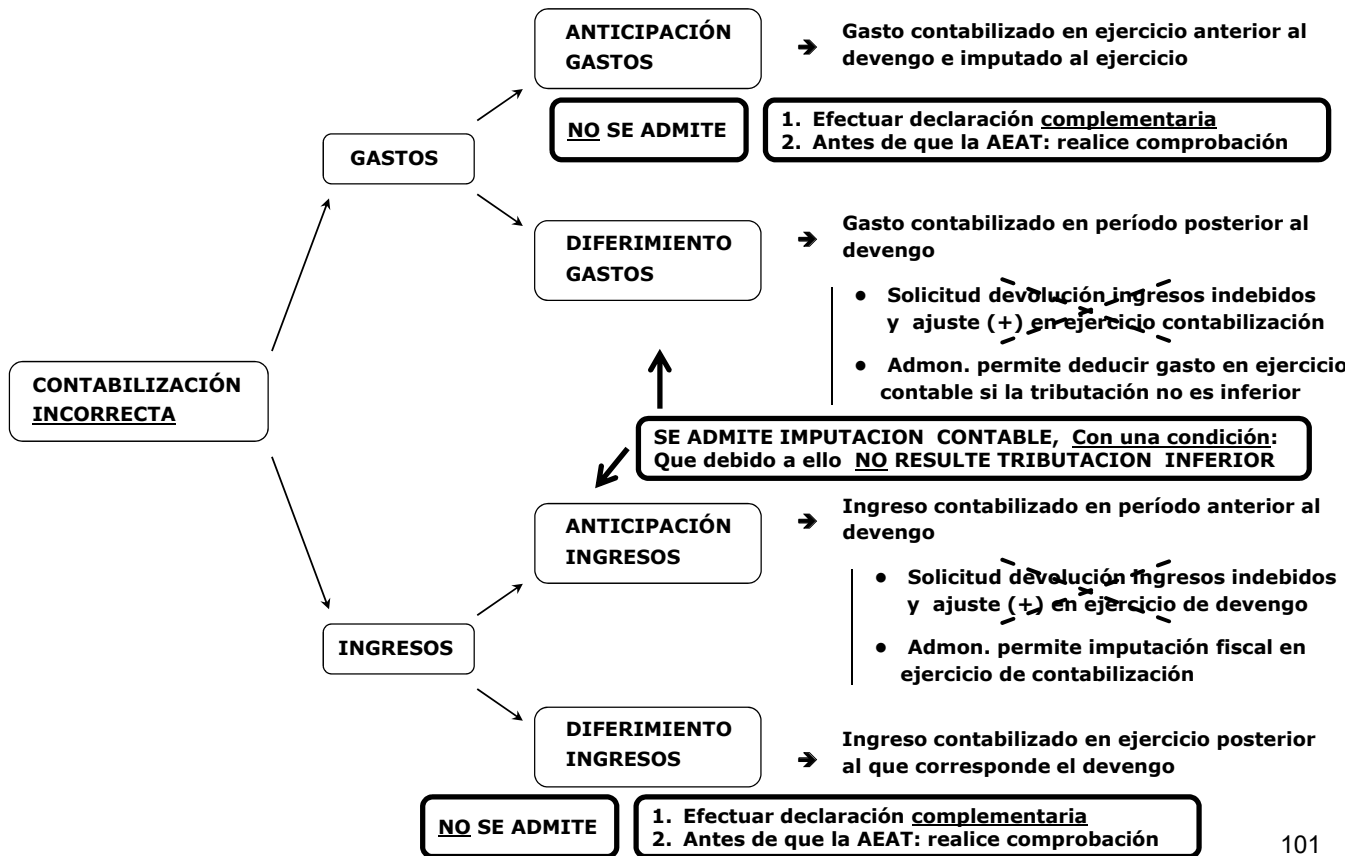 ANTICIPACIÓN
GASTOS
➔ Gasto contabilizado en ejercicio anterior al
devengo e imputado al ejercicio
NO SE ADMITE
1. Efectuar declaración complementaria
2. Antes de que la AEAT: realice comprobación
GASTOS
DIFERIMIENTO
GASTOS
➔ Gasto contabilizado en período posterior al
devengo
● Solicitud devolución ingresos indebidos
y ajuste (+) en ejercicio contabilización
● Admon. permite deducir gasto en ejercicio
contable si la tributación no es inferior
CONTABILIZACIÓN
INCORRECTA
SE ADMITE IMPUTACION CONTABLE, Con una condición:
Que debido a ello NO RESULTE TRIBUTACION INFERIOR
ANTICIPACIÓN
INGRESOS
➔ Ingreso contabilizado en período anterior al
devengo
● Solicitud devolución ingresos indebidos
y ajuste (+) en ejercicio de devengo
● Admon. permite imputación fiscal en
ejercicio de contabilización
INGRESOS
DIFERIMIENTO
INGRESOS
➔ Ingreso contabilizado en ejercicio posterior
al que corresponde el devengo
NO SE ADMITE
1. Efectuar declaración complementaria
2. Antes de que la AEAT: realice comprobación
101